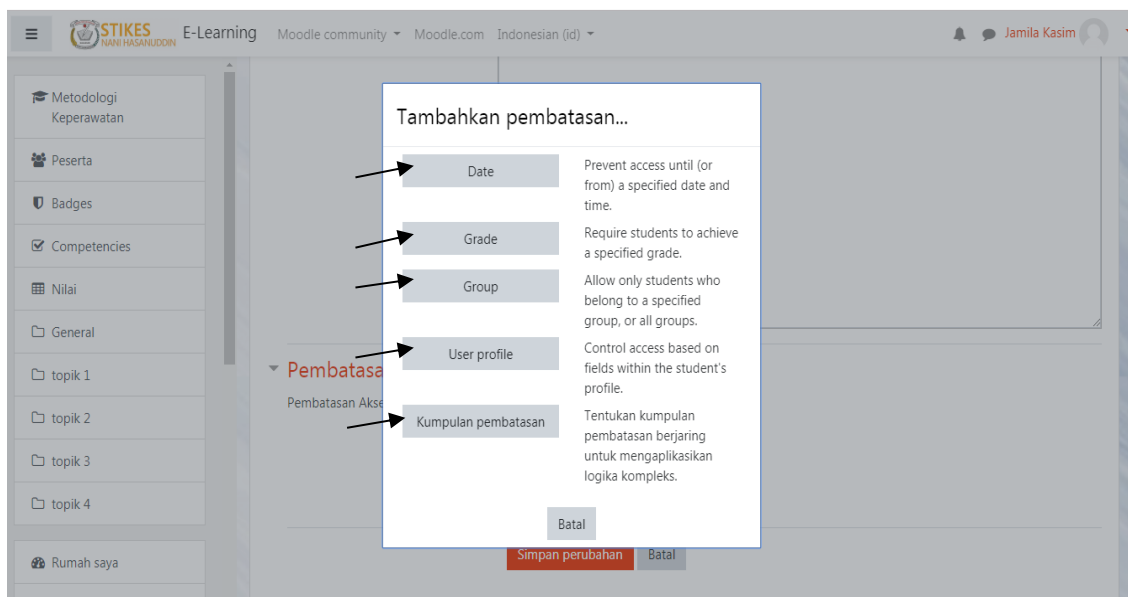 STIKES
NANI HASANUDDIN
E-Learning Moodle community Moodle.com Indonesian (id) Jamila Kasim
Metodologi
Keperawatan
Peserta
Badges
Competencies
Nilai
General
topik 1
topik 2
topik 3
topik 4
Rumah saya
Tambahkan pembatasan...
Date
Prevent access until (or
from) a specified date and
time.
Grade
Require students to achieve
a specified grade.
Group
Allow only students who
belong to a specified
group, or all groups.
User profile
Control access based on
fields within the student's
profile.
Kumpulan pembatasan
Tentukan kumpulan
pembatasan berjaring
untuk mengaplikasikan
logika kompleks.
Batal
Pembatasa
Pembatasan Akse
Simpan perubahan Batal